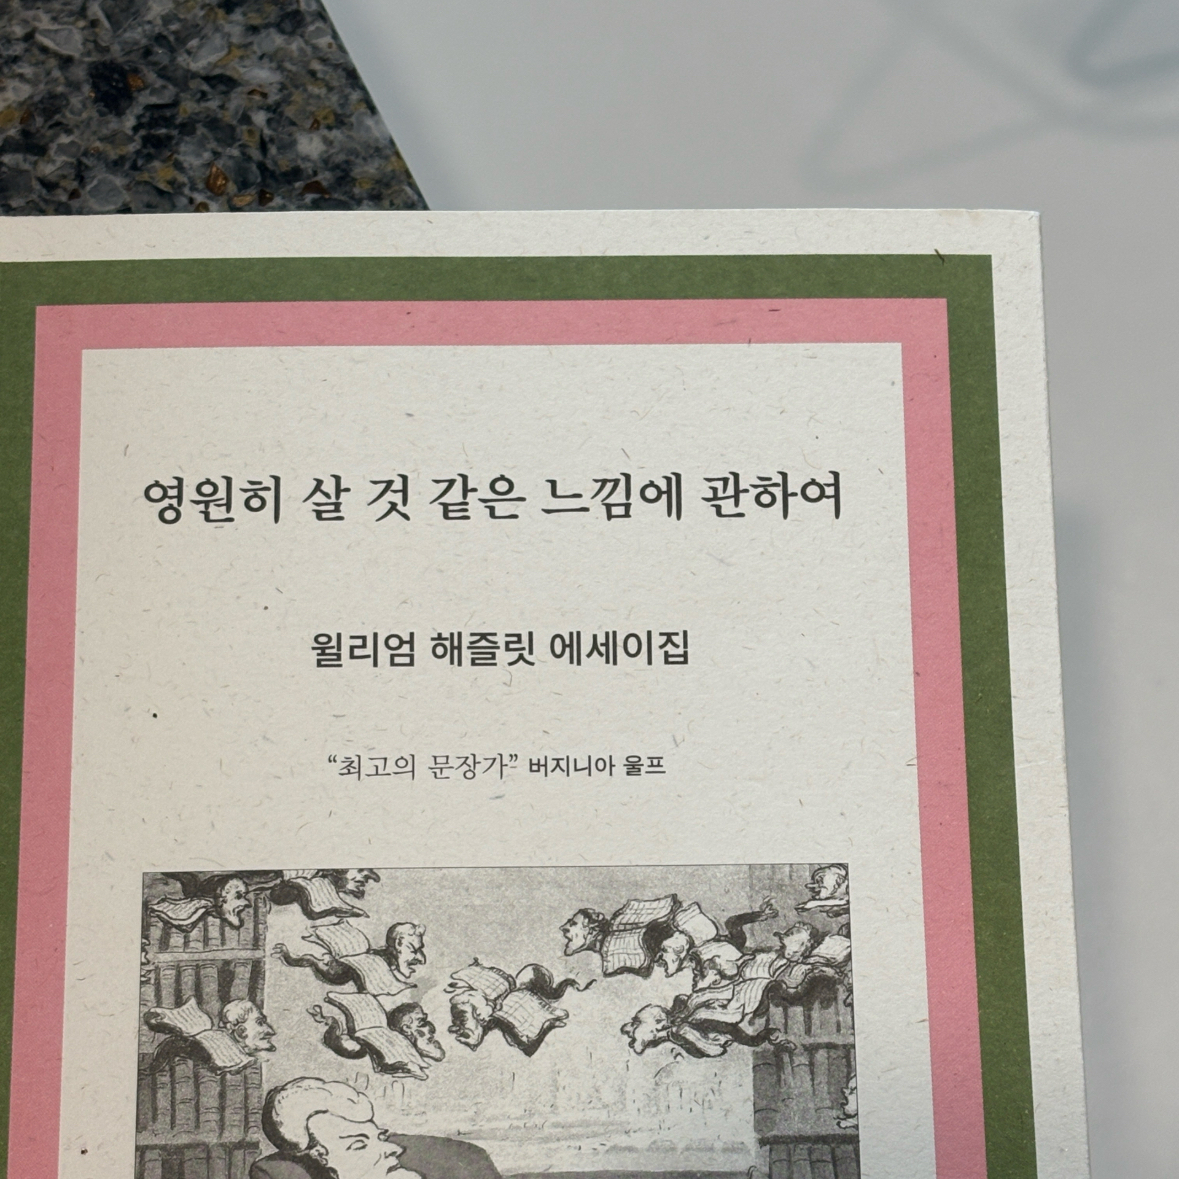 영원히 살 것 같은 느낌에 관하여
윌리엄 해즐릿 에세이집
“최고의 문장가” 버지니아 울프